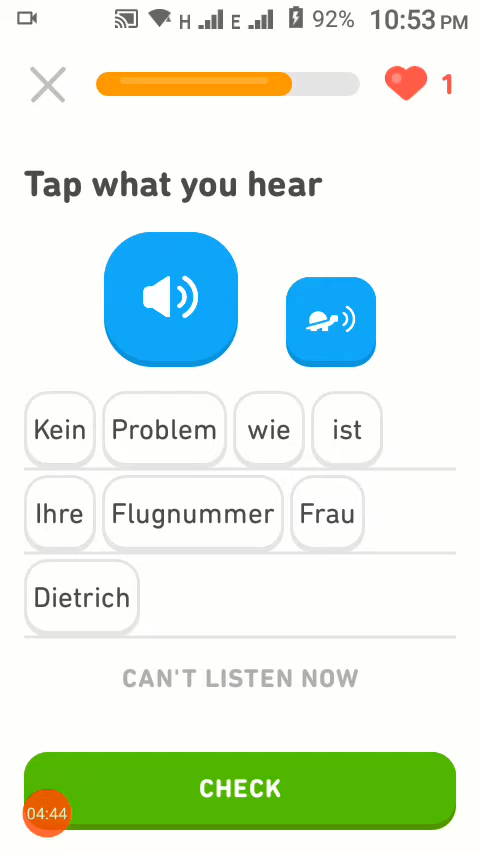 H E 92% 10:53 PM
1
Tap what you hear
Kein Problem wie ist
Ihre Flugnummer Frau
Dietrich
CAN'T LISTEN NOW
CHECK
04:44